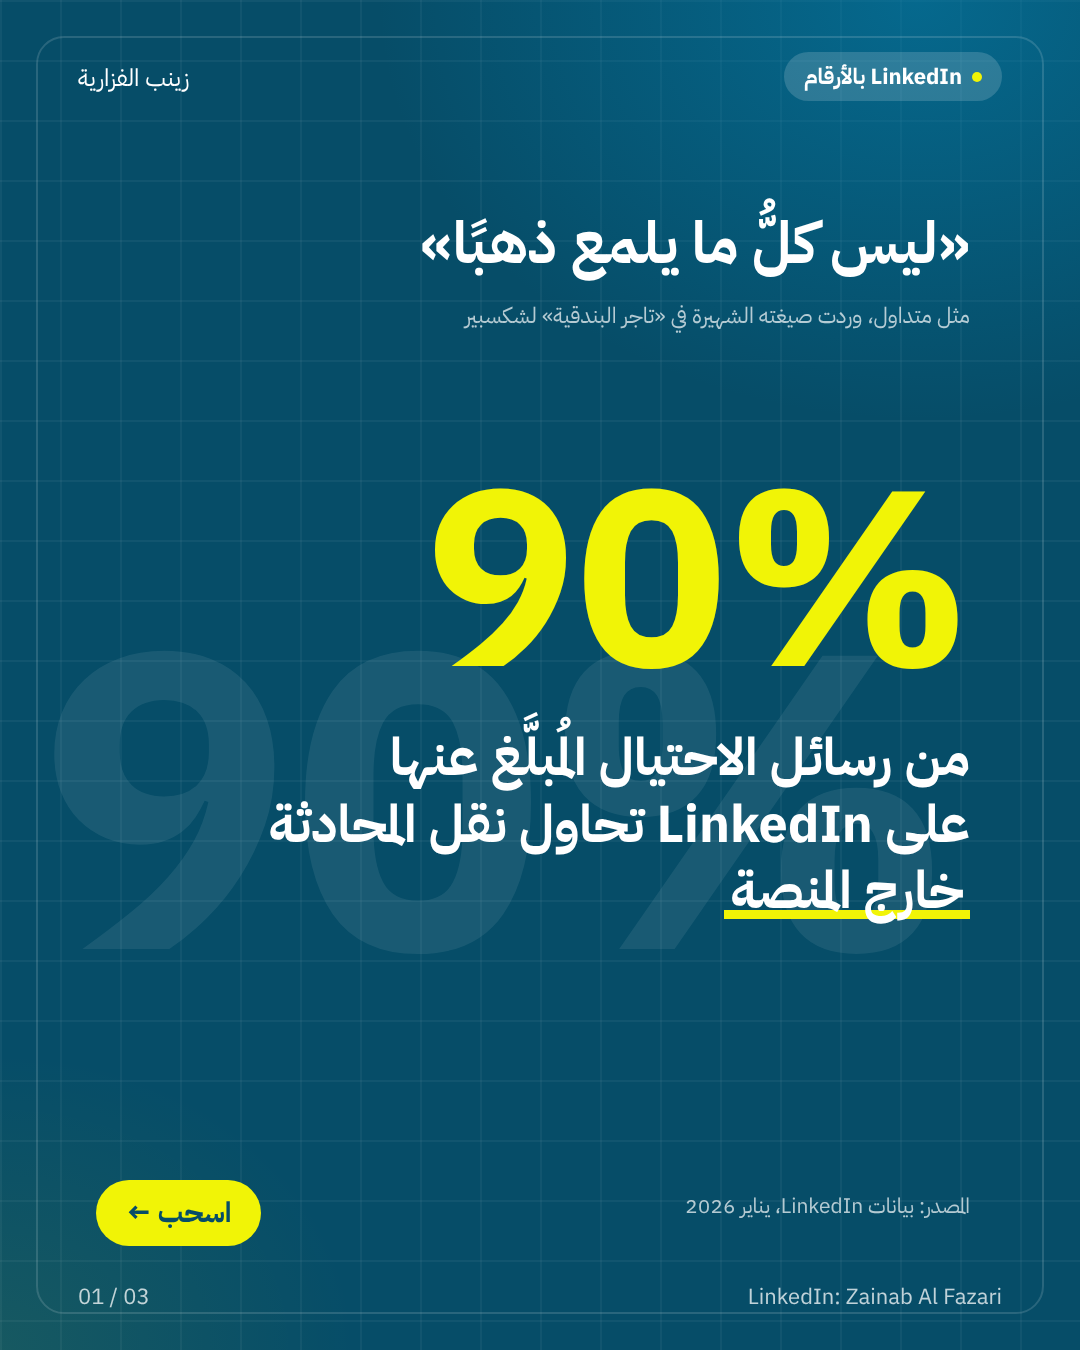 LinkedIn بالأرقام
زينب الفزارية
«ليس كلُّ ما يلمع ذهبًا»
مثل متداول، وردت صيغته الشهيرة في «تاجر البندقية» لشكسبير
90%
90%
من رسائل الاحتيال المُبلَّغ عنها
على LinkedIn تحاول نقل المحادثة
خارج المنصة
المصدر: بيانات LinkedIn، يناير 2026
اسحب ←
LinkedIn: Zainab Al Fazari
01 / 03